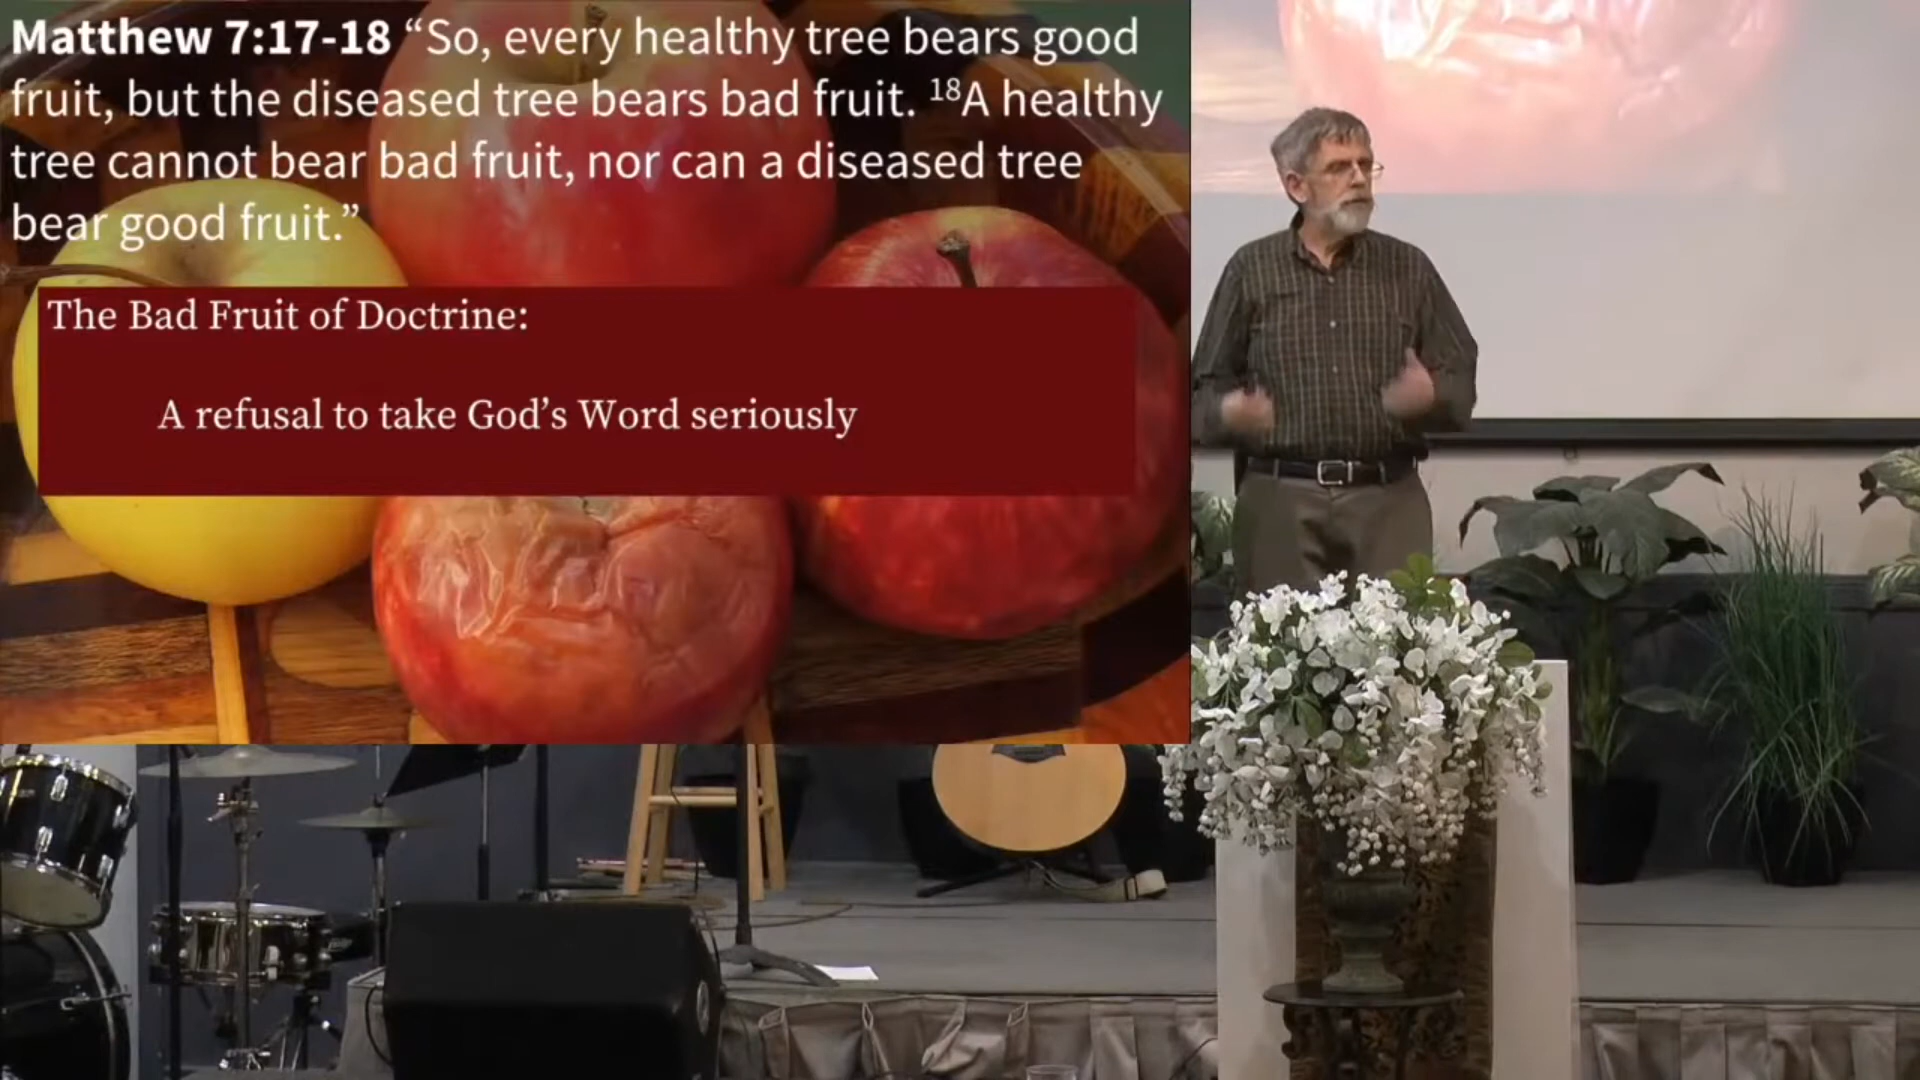 Matthew 7:17-18 “So, every healthy tree bears good
fruit, but the diseased tree bears bad fruit. ¹⁸A healthy
tree cannot bear bad fruit, nor can a diseased tree
bear good fruit.”
The Bad Fruit of Doctrine:
A refusal to take God’s Word seriously